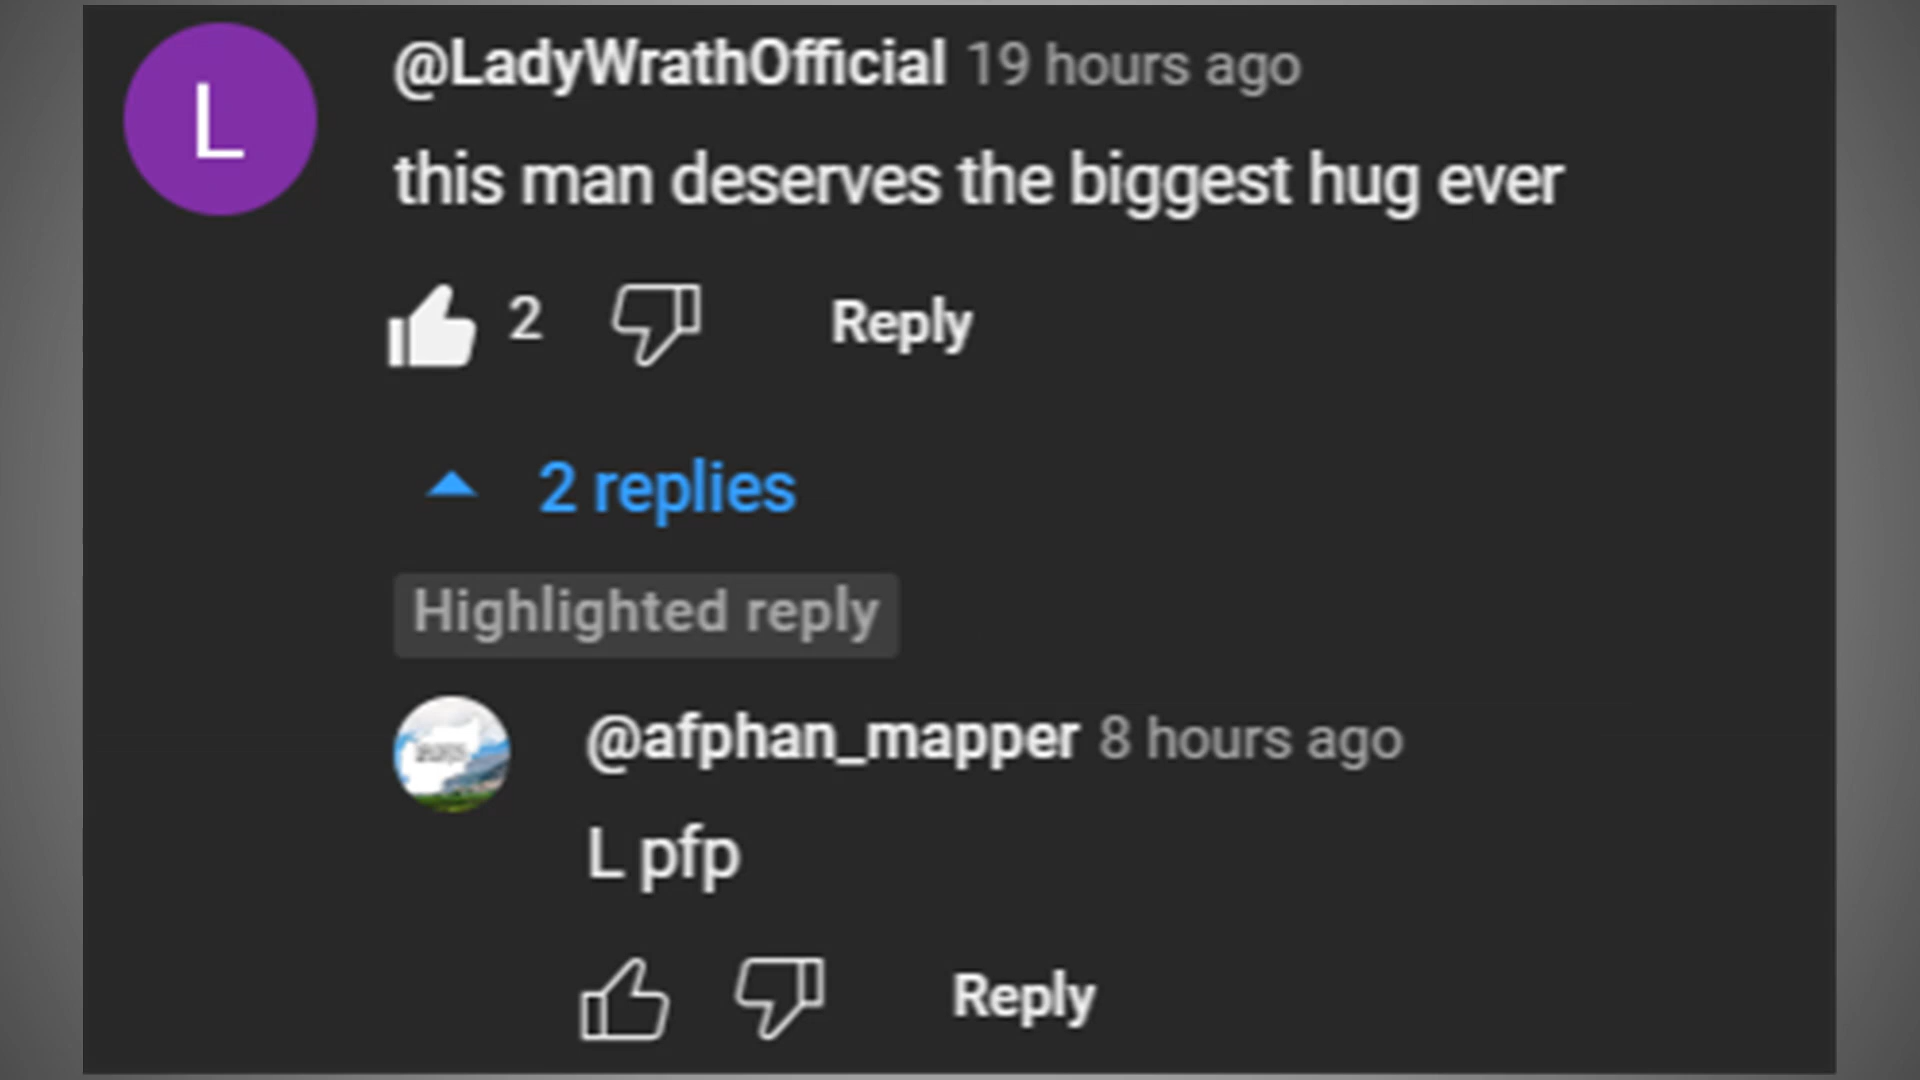 L
@LadyWrathOfficial 19 hours ago
this man deserves the biggest hug ever
2
Reply
2 replies
Highlighted reply
@afphan_mapper 8 hours ago
L pfp
Reply